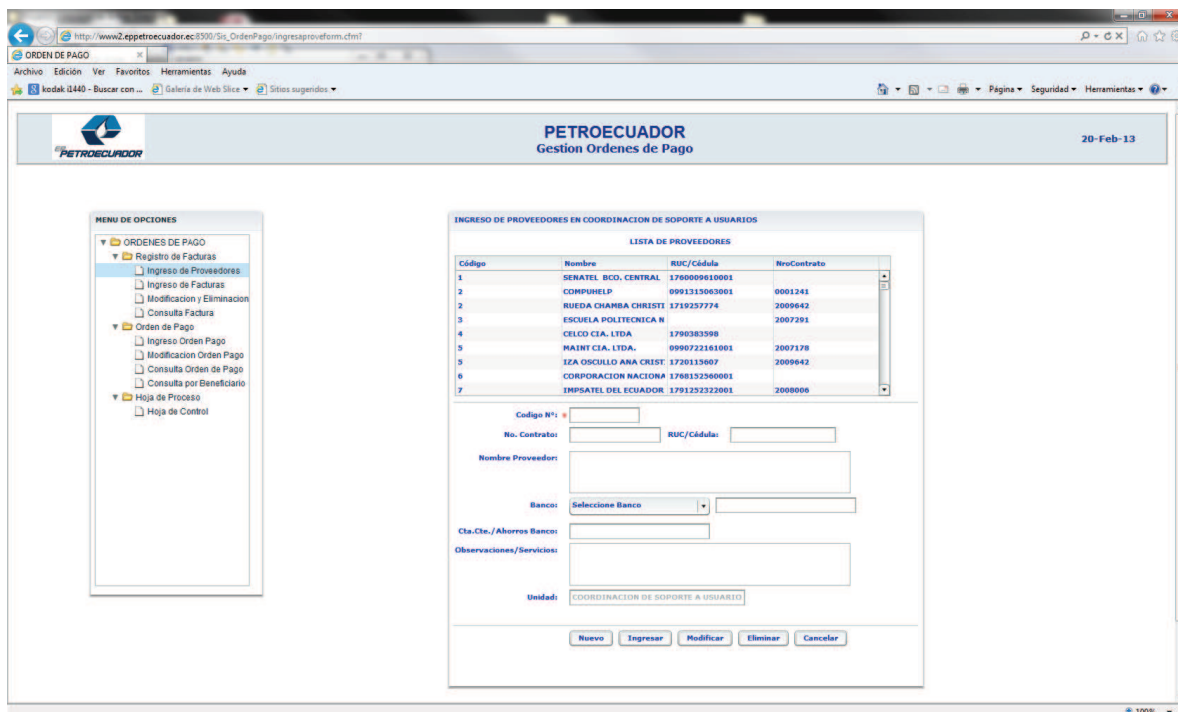 http://www2.eppetroecuador.ec:8500/Sis_OrdenPago/ingresaproveform.cfm?
ORDEN DE PAGO
Archivo Edición Ver Favoritos Herramientas Ayuda
kodak i1440 - Buscar con ... Galería de Web Slice Sitios sugeridos Página Seguridad Herramientas
EP PETROECUADOR
PETROECUADOR
Gestion Ordenes de Pago
20-Feb-13
MENU DE OPCIONES
ORDENES DE PAGO
Registro de Facturas
Ingreso de Proveedores
Ingreso de Facturas
Modificacion y Eliminacion
Consulta Factura
Orden de Pago
Ingreso Orden Pago
Modificacion Orden Pago
Consulta Orden de Pago
Consulta por Beneficiario
Hoja de Proceso
Hoja de Control
INGRESO DE PROVEEDORES EN COORDINACION DE SOPORTE A USUARIOS
LISTA DE PROVEEDORES
Código Nombre RUC/Cédula NroContrato
1 SENATEL BCO. CENTRAL 1760009610001
2 COMPUHELP 0991315063001 0001241
2 RUEDA CHAMBA CHRISTI 1719257774 2009642
3 ESCUELA POLITECNICA N 2007291
4 CELCO CIA. LTDA 1790383598
5 MAINT CIA. LTDA. 0990722161001 2007178
5 IZA OSCULLO ANA CRIST 1720115607 2009642
6 CORPORACION NACIONA 1768152560001
7 IMPSATEL DEL ECUADOR 1791252322001 2008006
Codigo Nº: *
No. Contrato: RUC/Cédula:
Nombre Proveedor:
Banco: Seleccione Banco
Cta.Cte./Ahorros Banco:
Observaciones/Servicios:
Unidad: COORDINACION DE SOPORTE A USUARIO
Nuevo Ingresar Modificar Eliminar Cancelar
100%